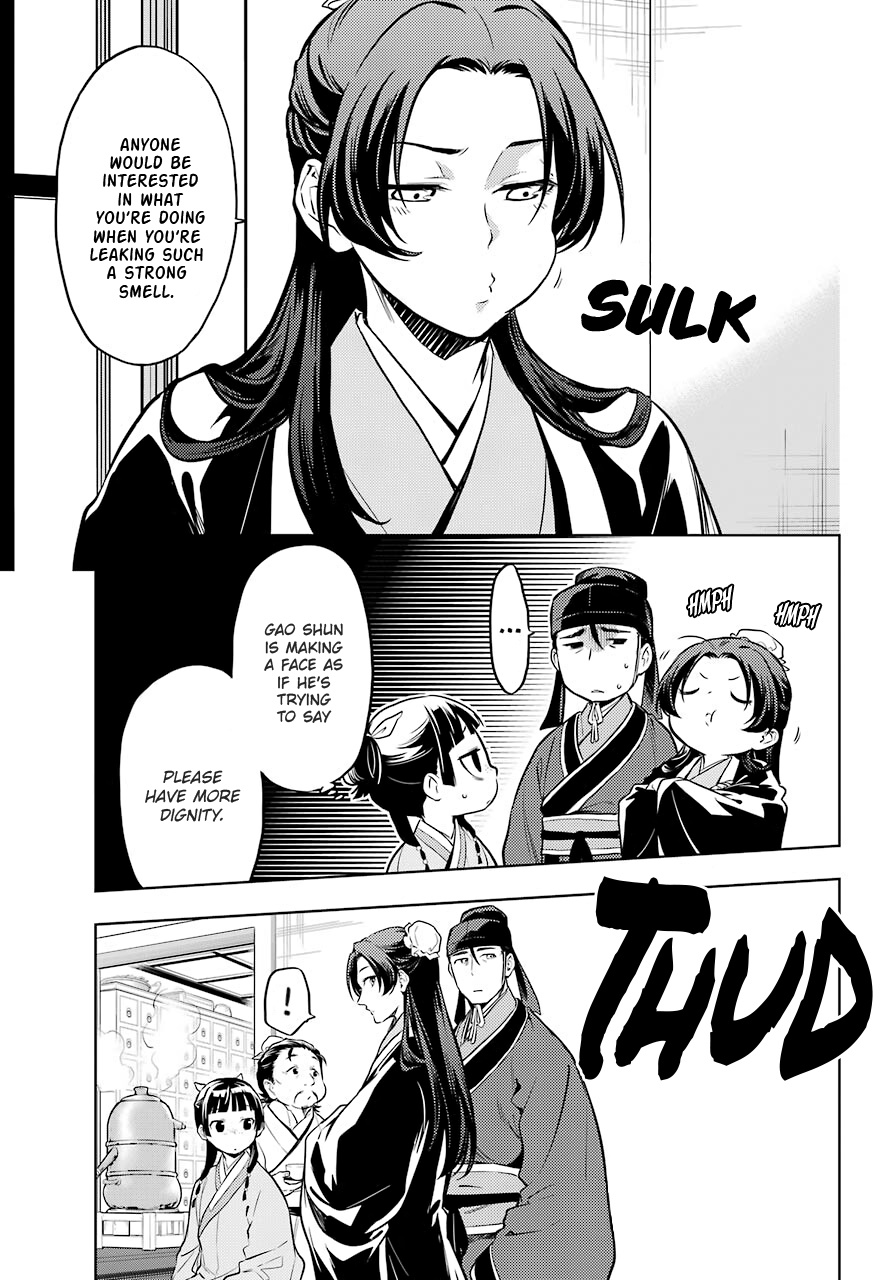 ANYONE
WOULD BE
INTERESTED
IN WHAT
YOU'RE DOING
WHEN YOU'RE
LEAKING SUCH
A STRONG
SMELL.
SULK
HMPH
HMPH
...
GAO SHUN
IS MAKING
A FACE AS
IF HE'S
TRYING
TO SAY
PLEASE
HAVE MORE
DIGNITY.
THUD
!